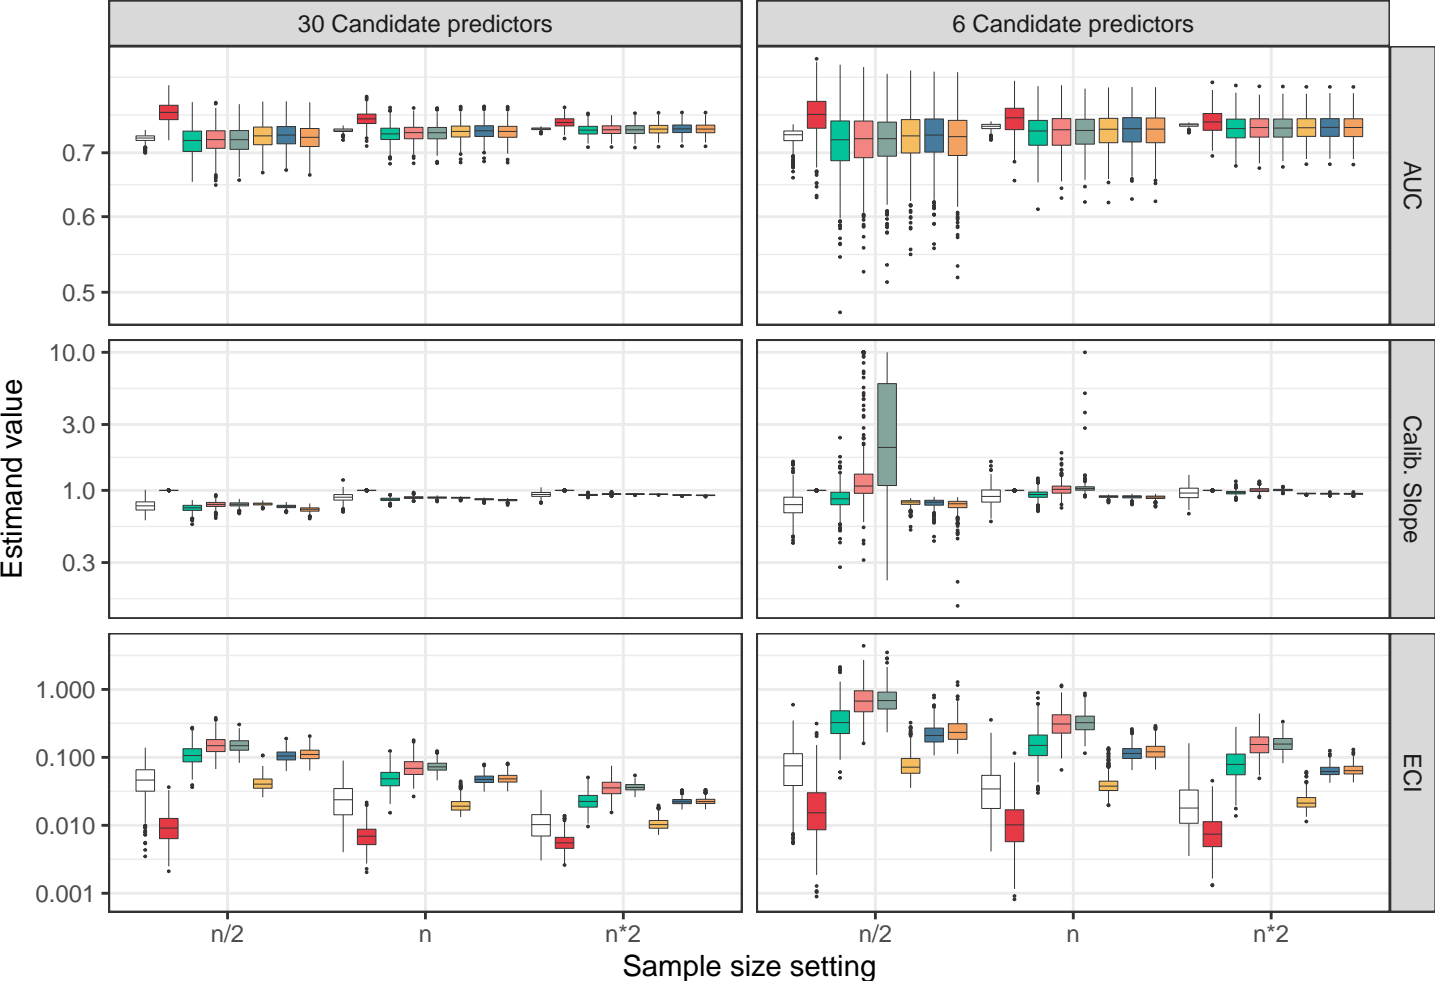 30 Candidate predictors
6 Candidate predictors
0.7
0.6
0.5
AUC
10.0
3.0
1.0
0.3
Calib. Slope
1.000
0.100
0.010
0.001
ECI
Estimand value
n/2
n
n*2
n/2
n
n*2
Sample size setting